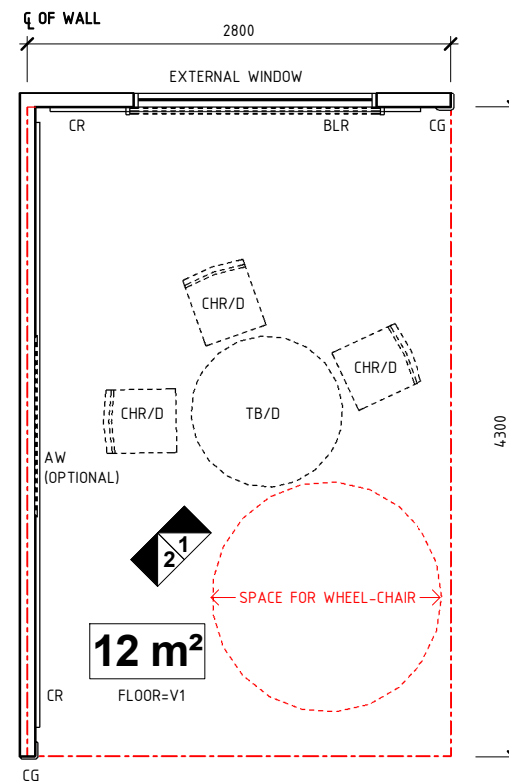 ℄ OF WALL
2800
EXTERNAL WINDOW
CR
BLR
CG
CHR/D
CHR/D
CHR/D
TB/D
4300
AW
(OPTIONAL)
1
2
SPACE FOR WHEEL-CHAIR
12 m²
CR
FLOOR=V1
CG